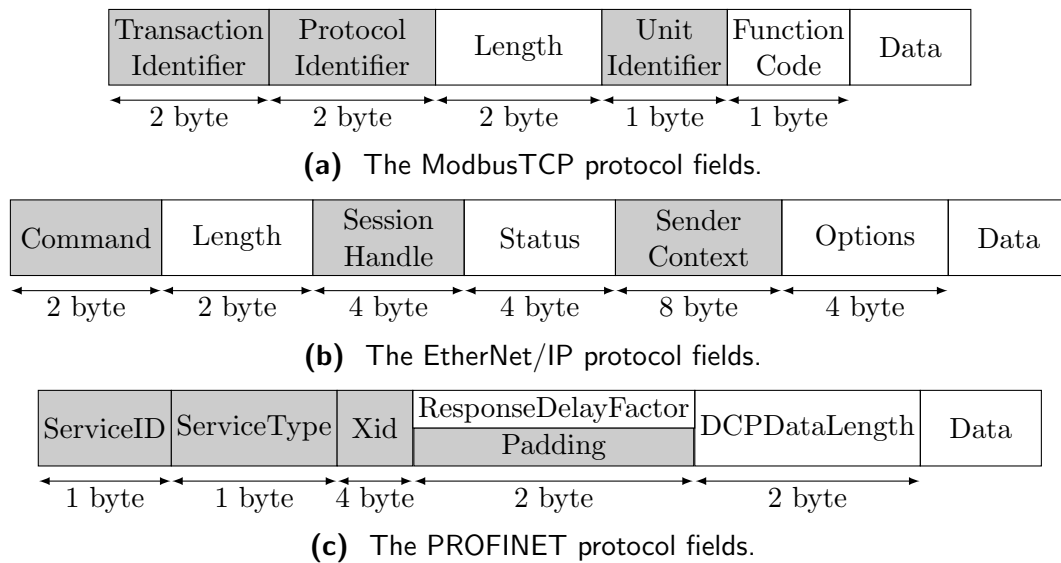 Transaction Identifier Protocol Identifier Length Unit Identifier Function Code Data
2 byte 2 byte 2 byte 1 byte 1 byte
(a) The ModbusTCP protocol fields.
Command Length Session Handle Status Sender Context Options Data
2 byte 2 byte 4 byte 4 byte 8 byte 4 byte
(b) The EtherNet/IP protocol fields.
ServiceID ServiceType Xid ResponseDelayFactor Padding DCPDataLength Data
1 byte 1 byte 4 byte 2 byte 2 byte
(c) The PROFINET protocol fields.